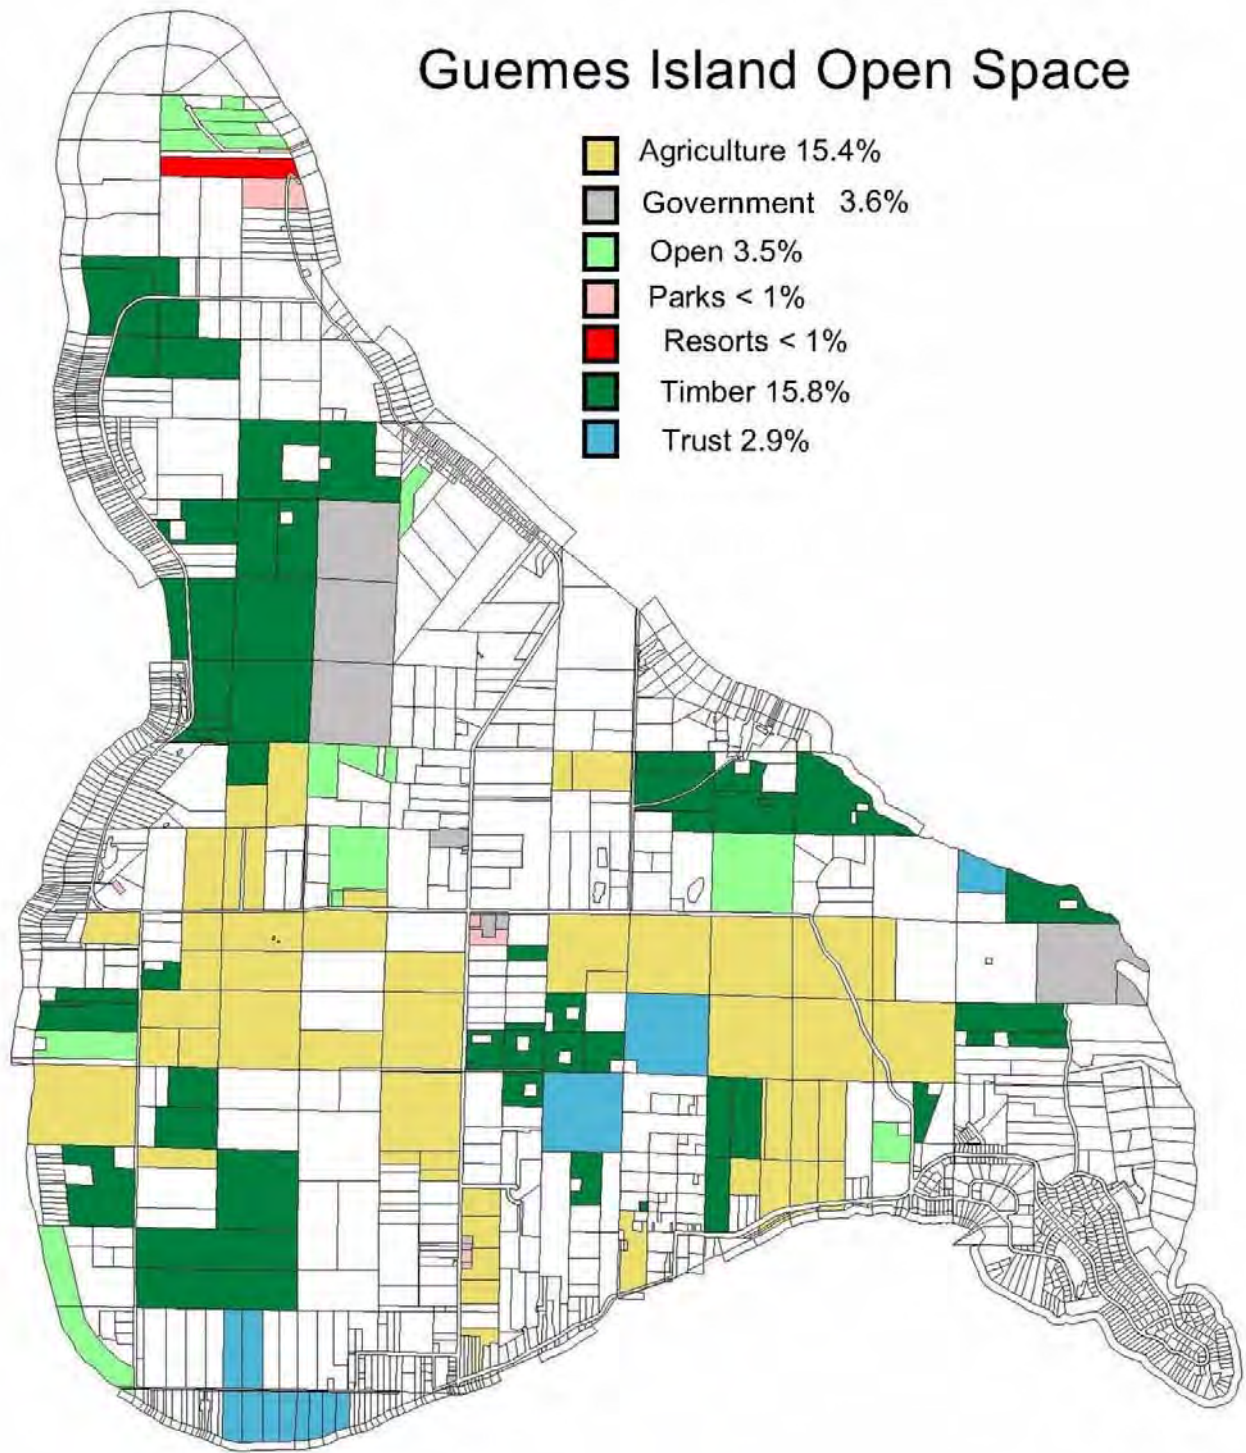 Guemes Island Open Space
Agriculture 15.4%
Government 3.6%
Open 3.5%
Parks < 1%
Resorts < 1%
Timber 15.8%
Trust 2.9%